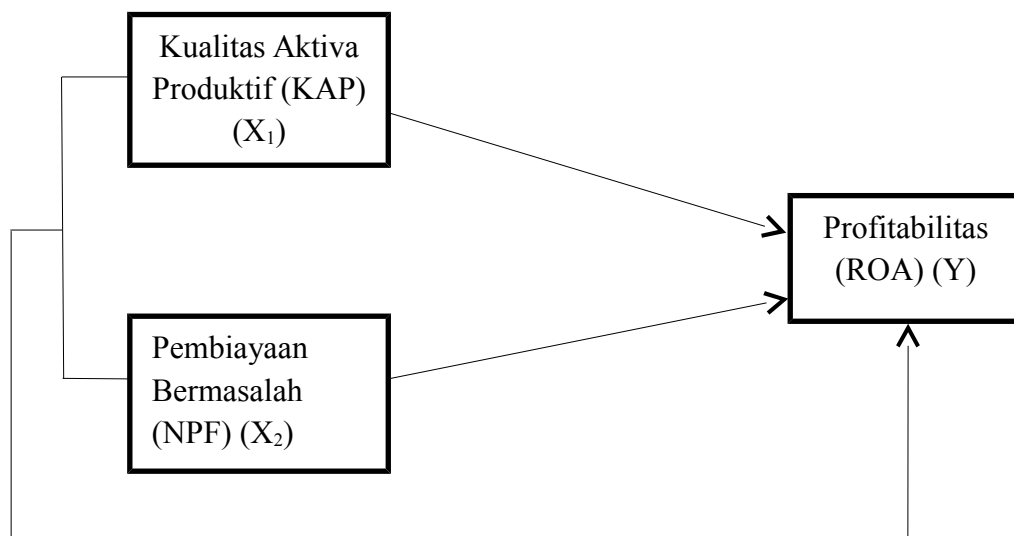 Kualitas Aktiva
Produktif (KAP)
(X₁)
Profitabilitas
(ROA) (Y)
Pembiayaan
Bermasalah
(NPF) (X₂)